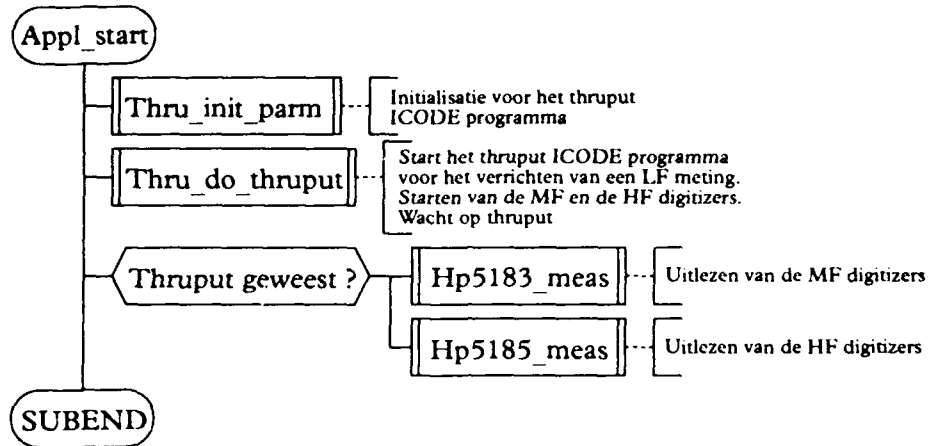 Appl_start
Thru_init_parm
Initialisatie voor het thruput
ICODE programma
Thru_do_thruput
Start het thruput ICODE programma
voor het verrichten van een LF meting.
Starten van de MF en de HF digitizers.
Wacht op thruput
Thruput geweest ?
Hp5183_meas
Uitlezen van de MF digitizers
Hp5185_meas
Uitlezen van de HF digitizers
SUBEND